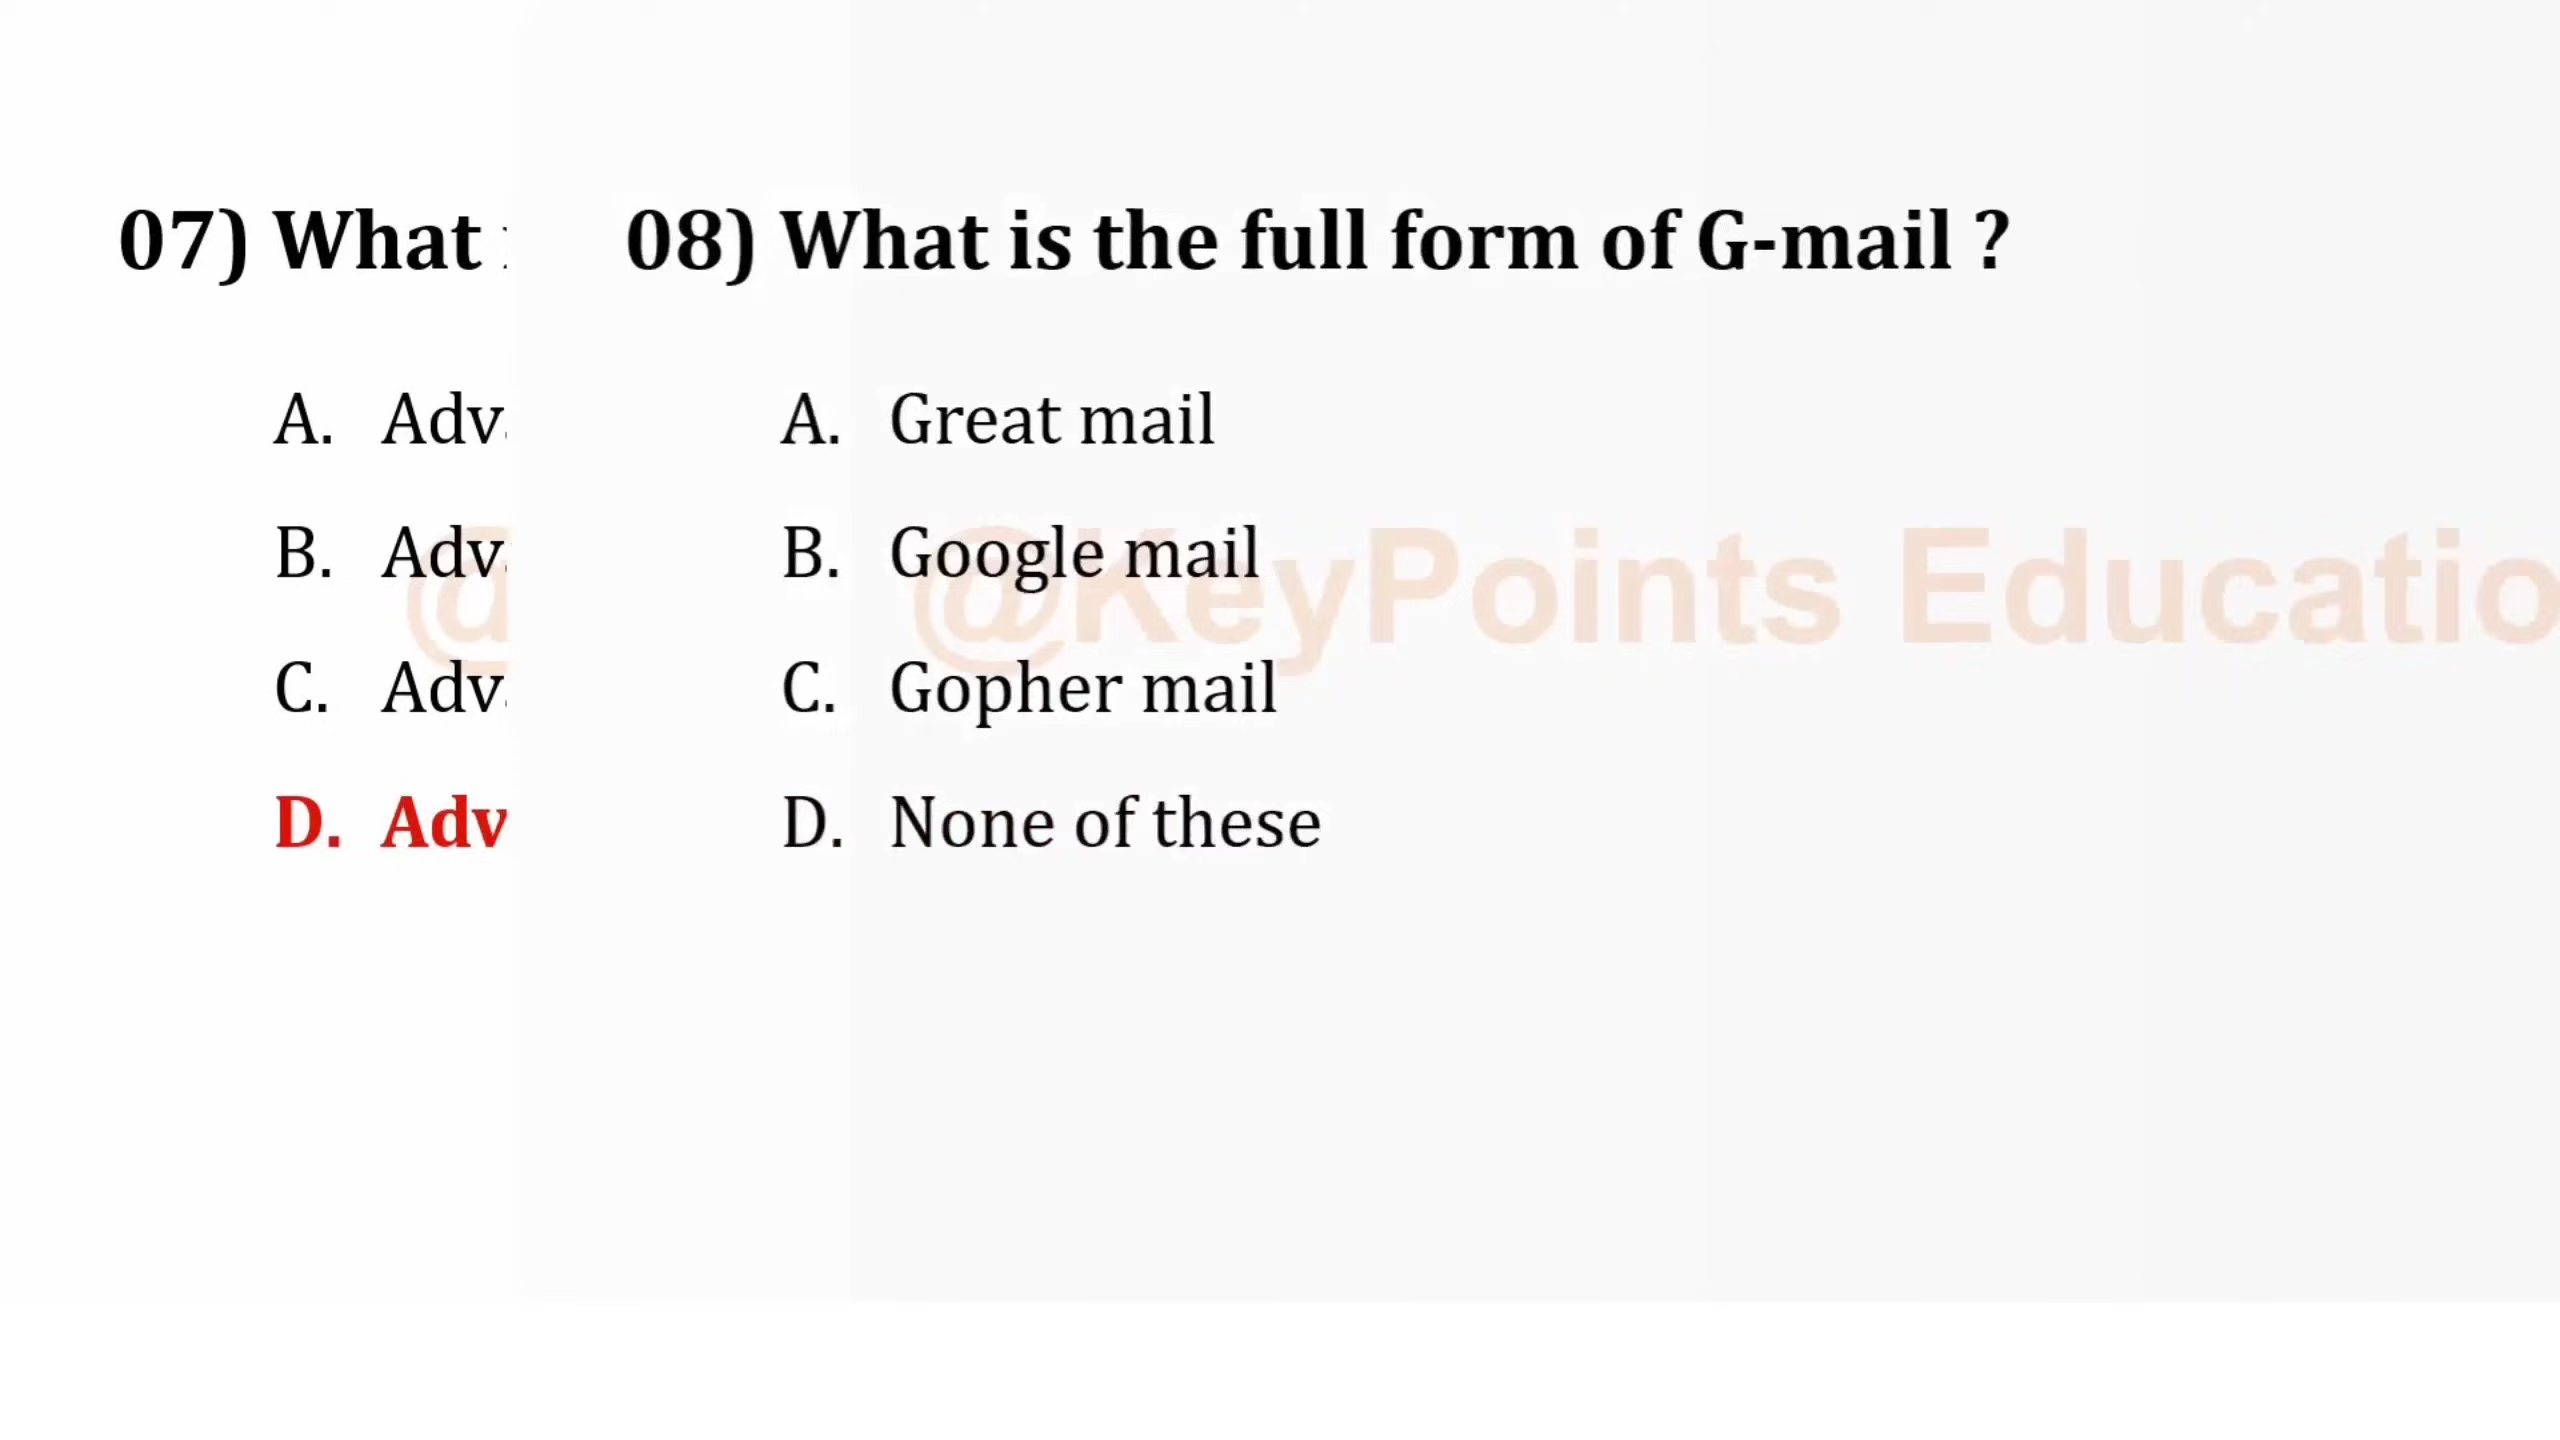 07) What
A. Adv
B. Adv
C. Adv
D. Adv
08) What is the full form of G-mail ?
A. Great mail
B. Google mail
C. Gopher mail
D. None of these
@KeyPoints Educatio